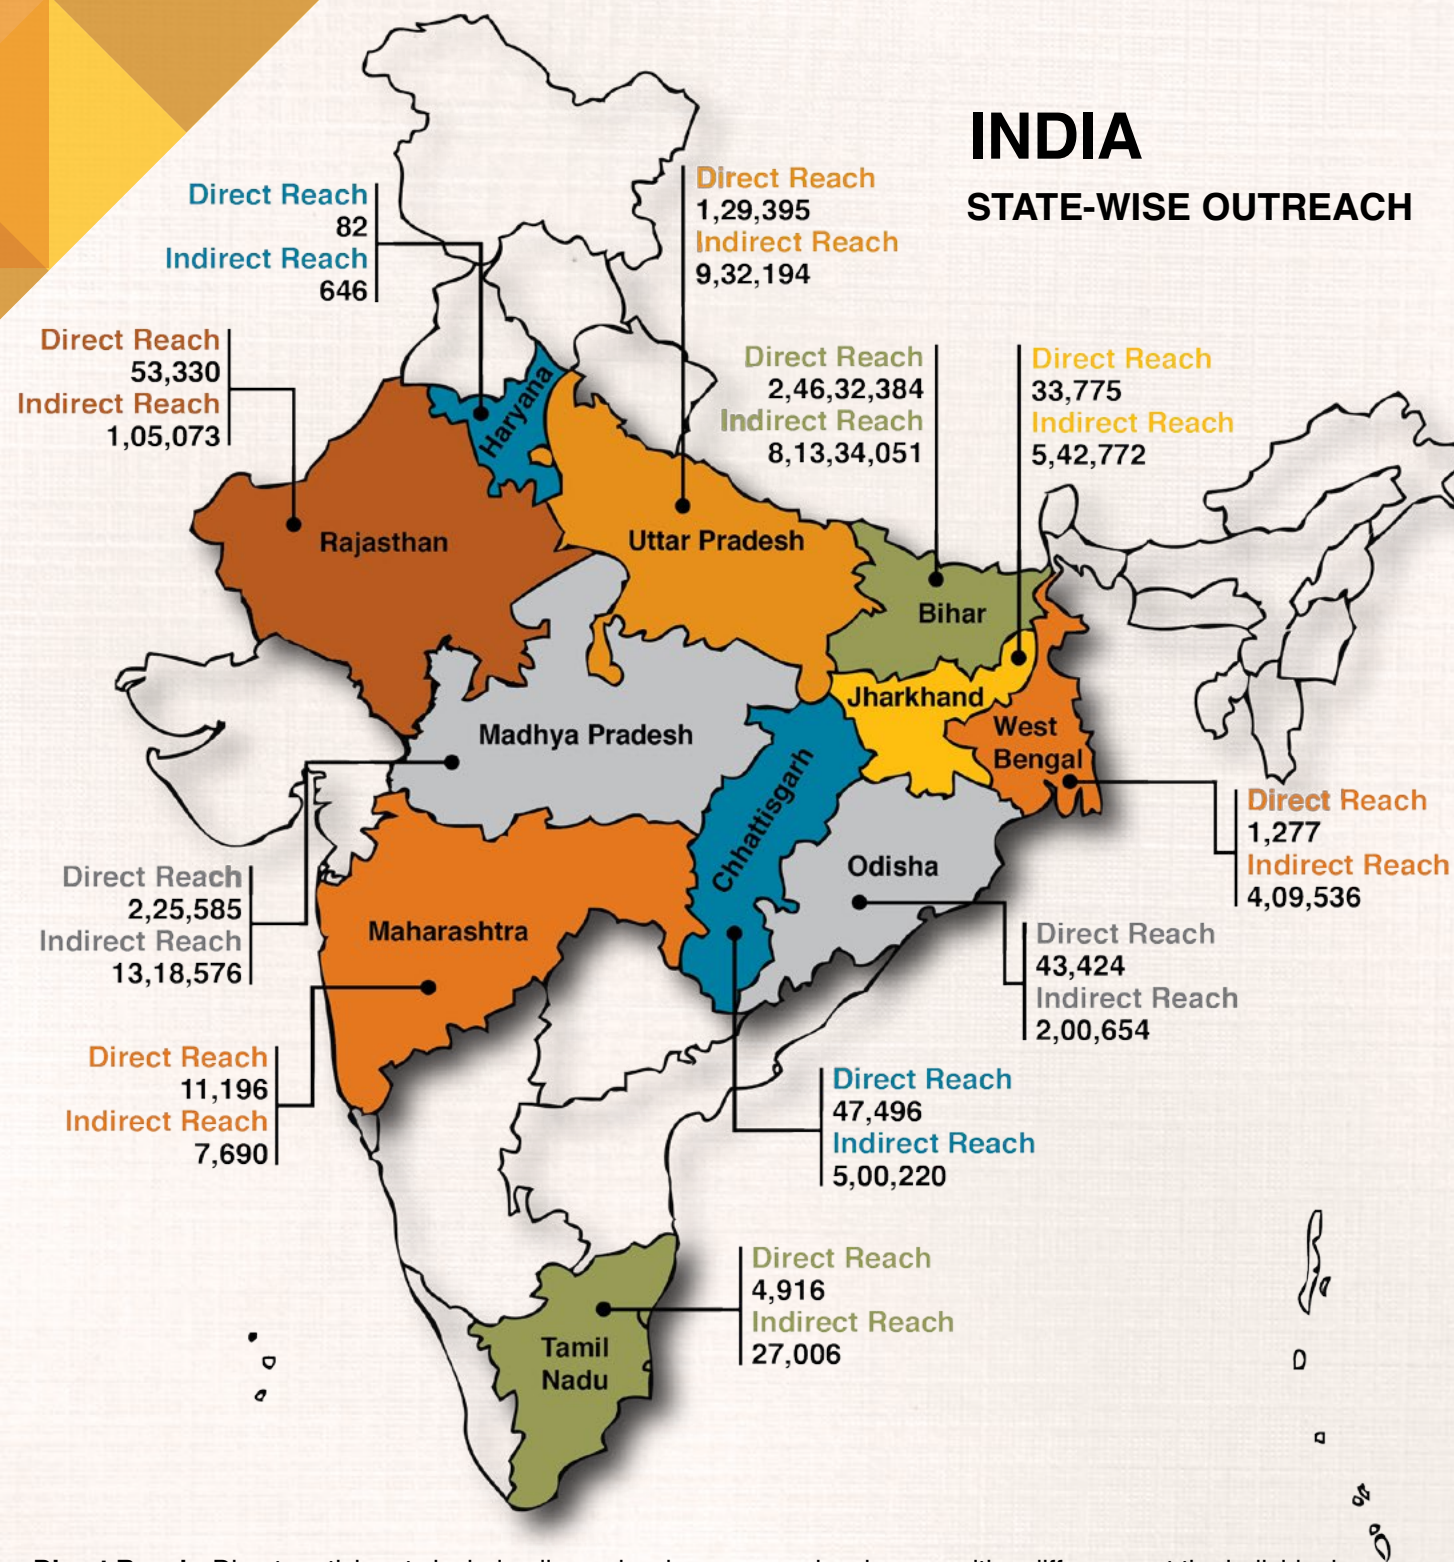 INDIA
STATE-WISE OUTREACH
Direct Reach
82
Indirect Reach
646
Direct Reach
1,29,395
Indirect Reach
9,32,194
Direct Reach
53,330
Indirect Reach
1,05,073
Direct Reach
2,46,32,384
Indirect Reach
8,13,34,051
Direct Reach
33,775
Indirect Reach
5,42,772
Haryana
Rajasthan
Uttar Pradesh
Bihar
Jharkhand
West
Bengal
Madhya Pradesh
Chhattisgarh
Odisha
Maharashtra
Direct Reach
1,277
Indirect Reach
4,09,536
Direct Reach
2,25,585
Indirect Reach
13,18,576
Direct Reach
43,424
Indirect Reach
2,00,654
Direct Reach
11,196
Indirect Reach
7,690
Direct Reach
47,496
Indirect Reach
5,00,220
Direct Reach
4,916
Indirect Reach
27,006
Tamil
Nadu